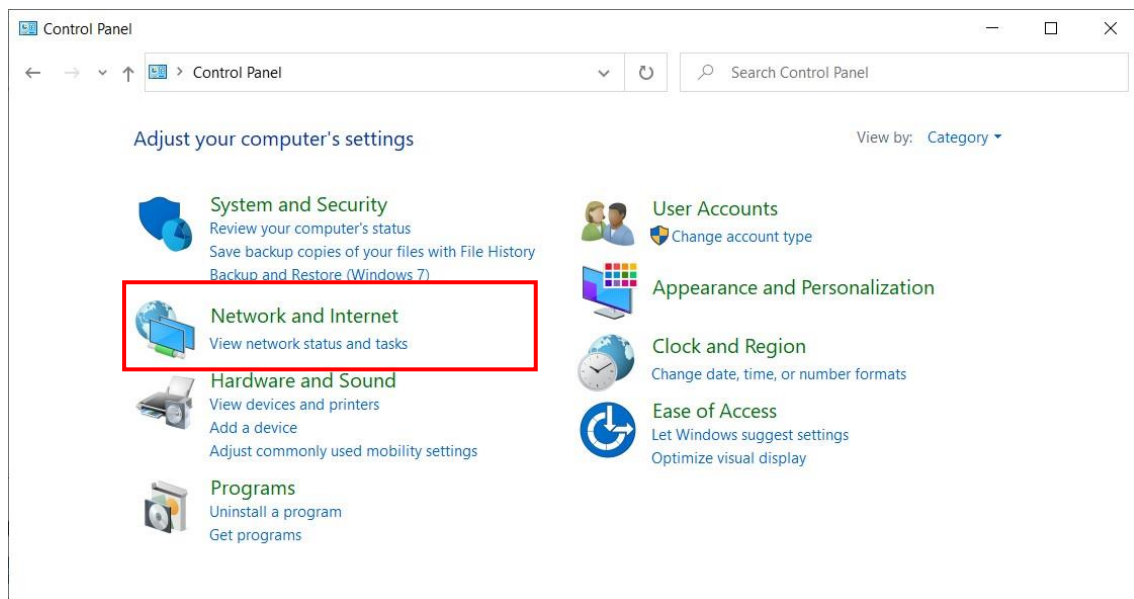 Control Panel
Control Panel
Search Control Panel
Adjust your computer's settings
View by: Category
System and Security
Review your computer's status
Save backup copies of your files with File History
Backup and Restore (Windows 7)
Network and Internet
View network status and tasks
Hardware and Sound
View devices and printers
Add a device
Adjust commonly used mobility settings
Programs
Uninstall a program
Get programs
User Accounts
Change account type
Appearance and Personalization
Clock and Region
Change date, time, or number formats
Ease of Access
Let Windows suggest settings
Optimize visual display